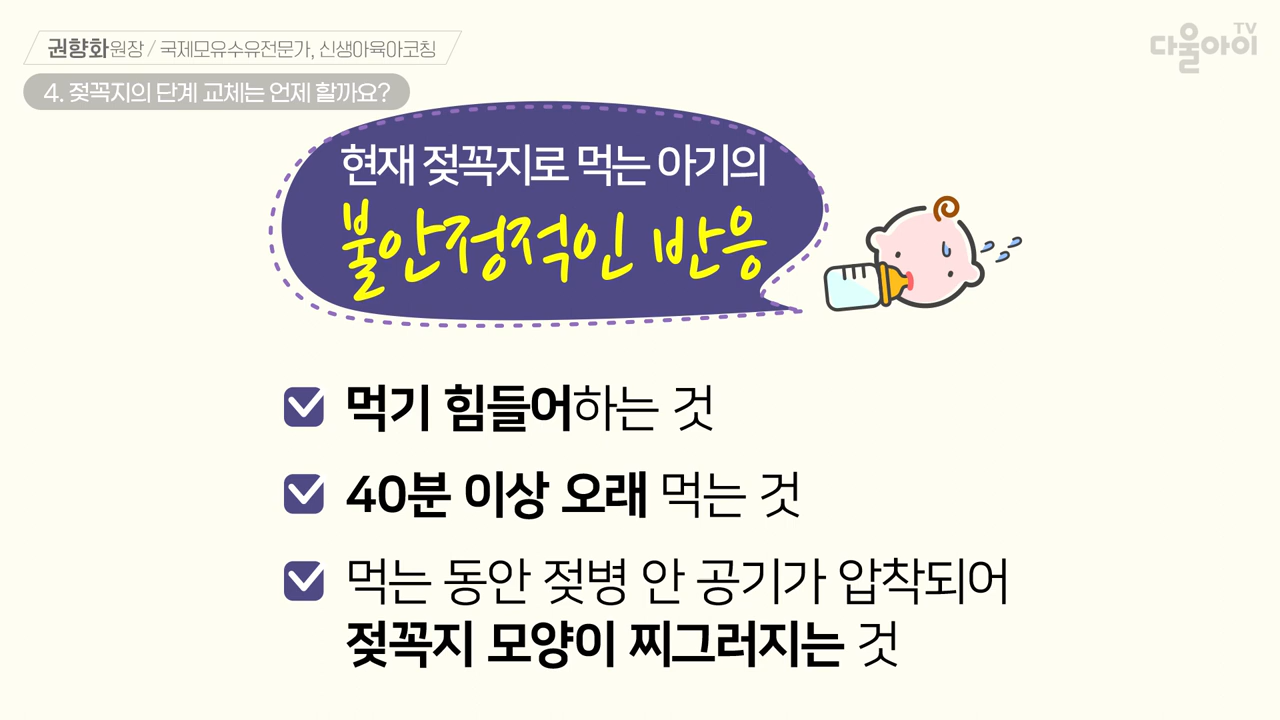 권향화원장 / 국제모유수유전문가, 신생아육아코칭
다울아이 TV
4. 젖꼭지의 단계 교체는 언제 할까요?
현재 젖꼭지로 먹는 아기의
불안정적인 반응
먹기 힘들어하는 것
40분 이상 오래 먹는 것
먹는 동안 젖병 안 공기가 압착되어
젖꼭지 모양이 찌그러지는 것